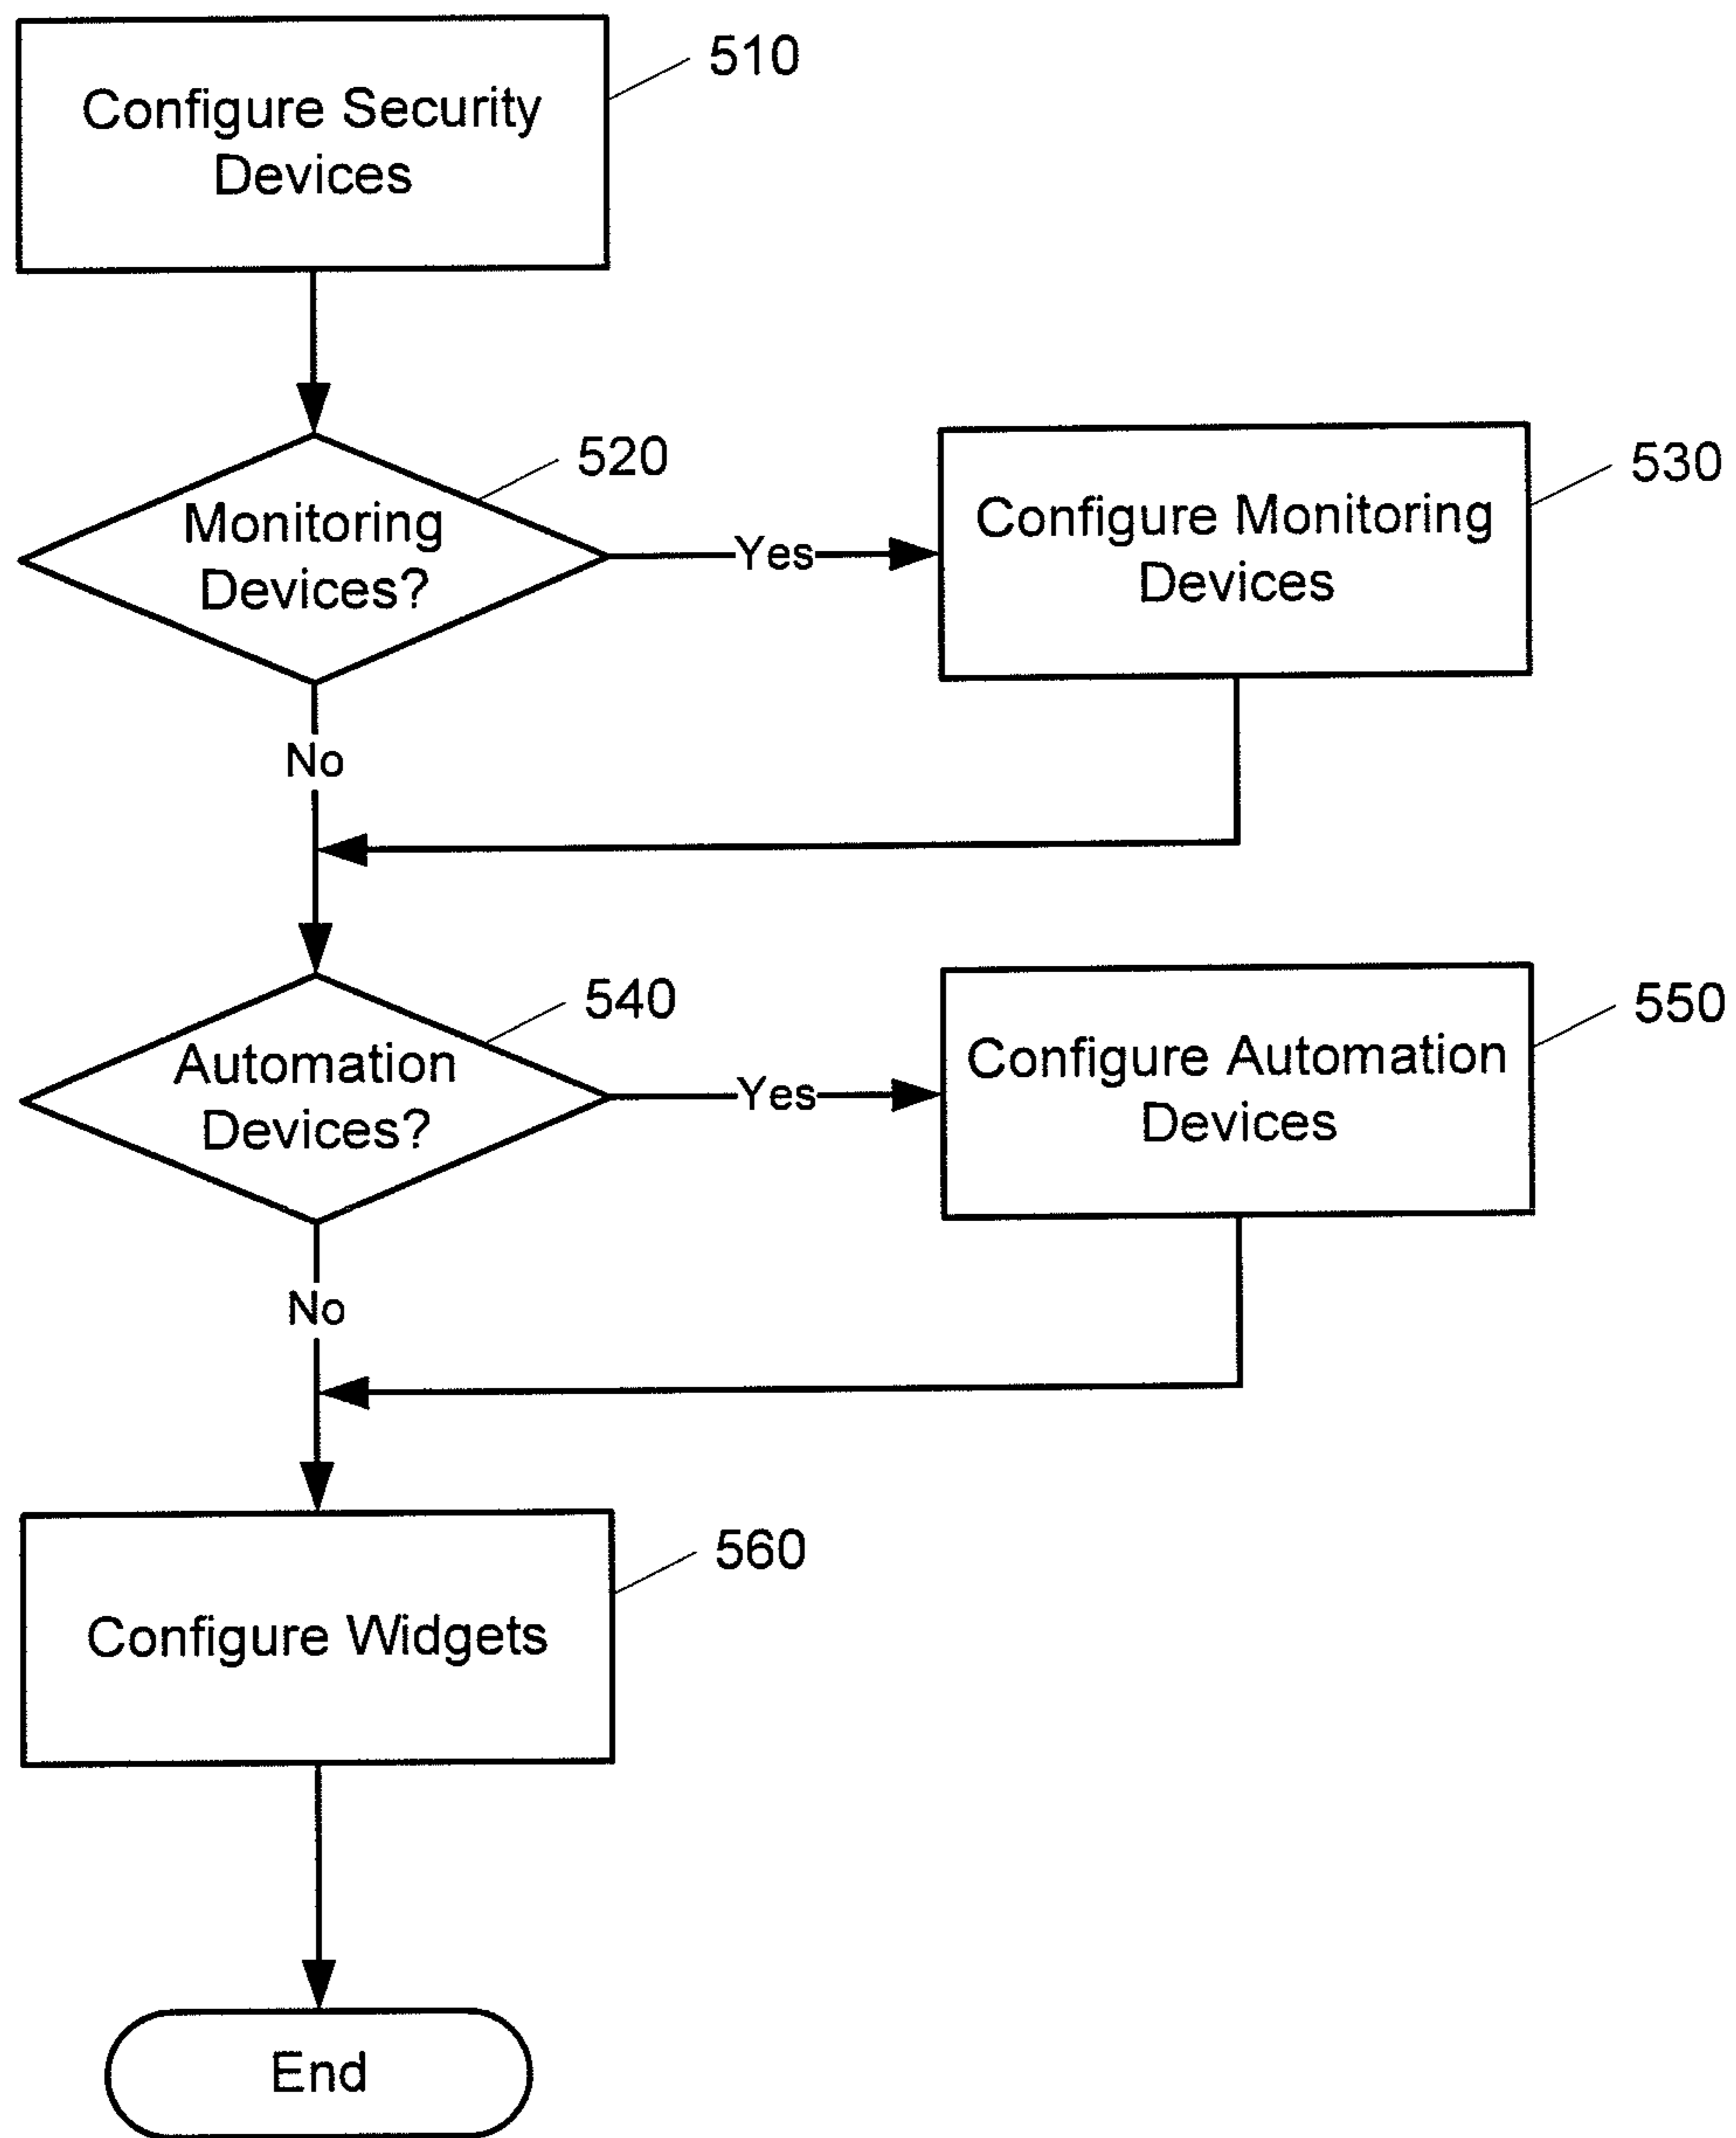 510
Configure Security
Devices
520
Monitoring
Devices?
Yes
530
Configure Monitoring
Devices
No
540
Automation
Devices?
Yes
550
Configure Automation
Devices
No
560
Configure Widgets
End